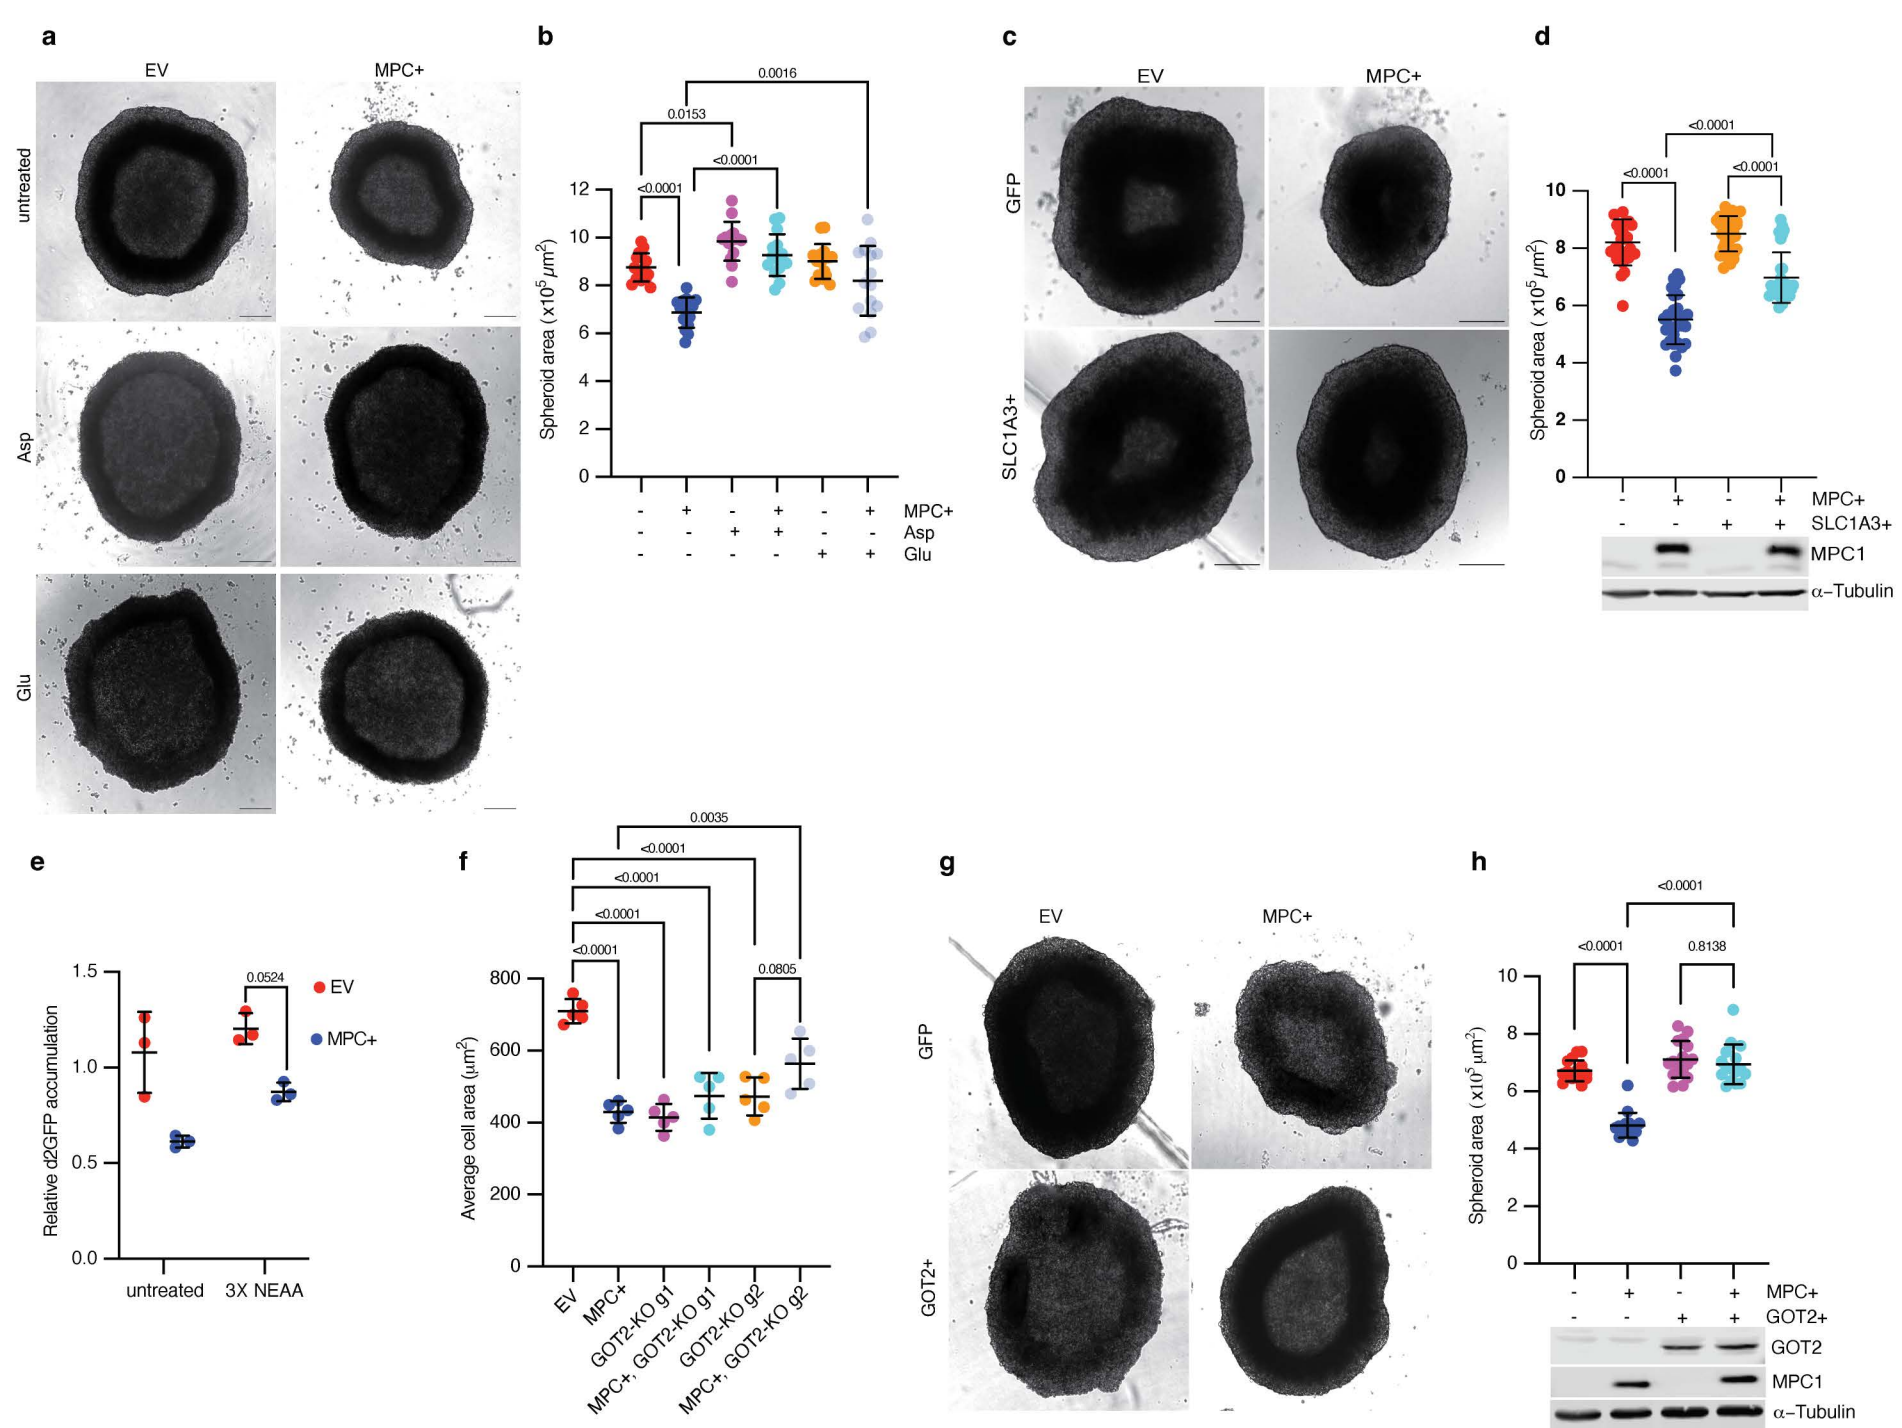 a
EV
MPC+
untreated
Asp
Glu
b
0.0016
0.0153
<0.0001
<0.0001
12
10
8
6
4
2
0
Spheroid area (x10⁵ µm²)
- + - + - + MPC+
- - + + - - Asp
- - - - + + Glu
c
EV
MPC+
GFP
SLC1A3+
d
<0.0001
<0.0001
<0.0001
10
8
6
4
2
0
Spheroid area ( x10⁵ µm²)
- + - + MPC+
- - + + SLC1A3+
MPC1
α−Tubulin
e
1.5
1.0
0.5
0.0
Relative d2GFP accumulation
0.0524
EV
MPC+
untreated
3X NEAA
f
0.0035
<0.0001
<0.0001
<0.0001
<0.0001
0.0805
800
600
400
200
0
Average cell area (µm²)
EV
MPC+
GOT2-KO g1
MPC+, GOT2-KO g1
GOT2-KO g2
MPC+, GOT2-KO g2
g
EV
MPC+
GFP
GOT2+
h
<0.0001
<0.0001
0.8138
10
8
6
4
2
0
Spheroid area ( x10⁵ µm²)
- + - + MPC+
- - + + GOT2+
GOT2
MPC1
α−Tubulin